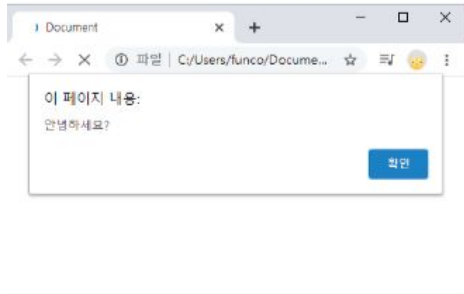 Document
파일 | C:/Users/funco/Docume...
이 페이지 내용:
안녕하세요?
확인